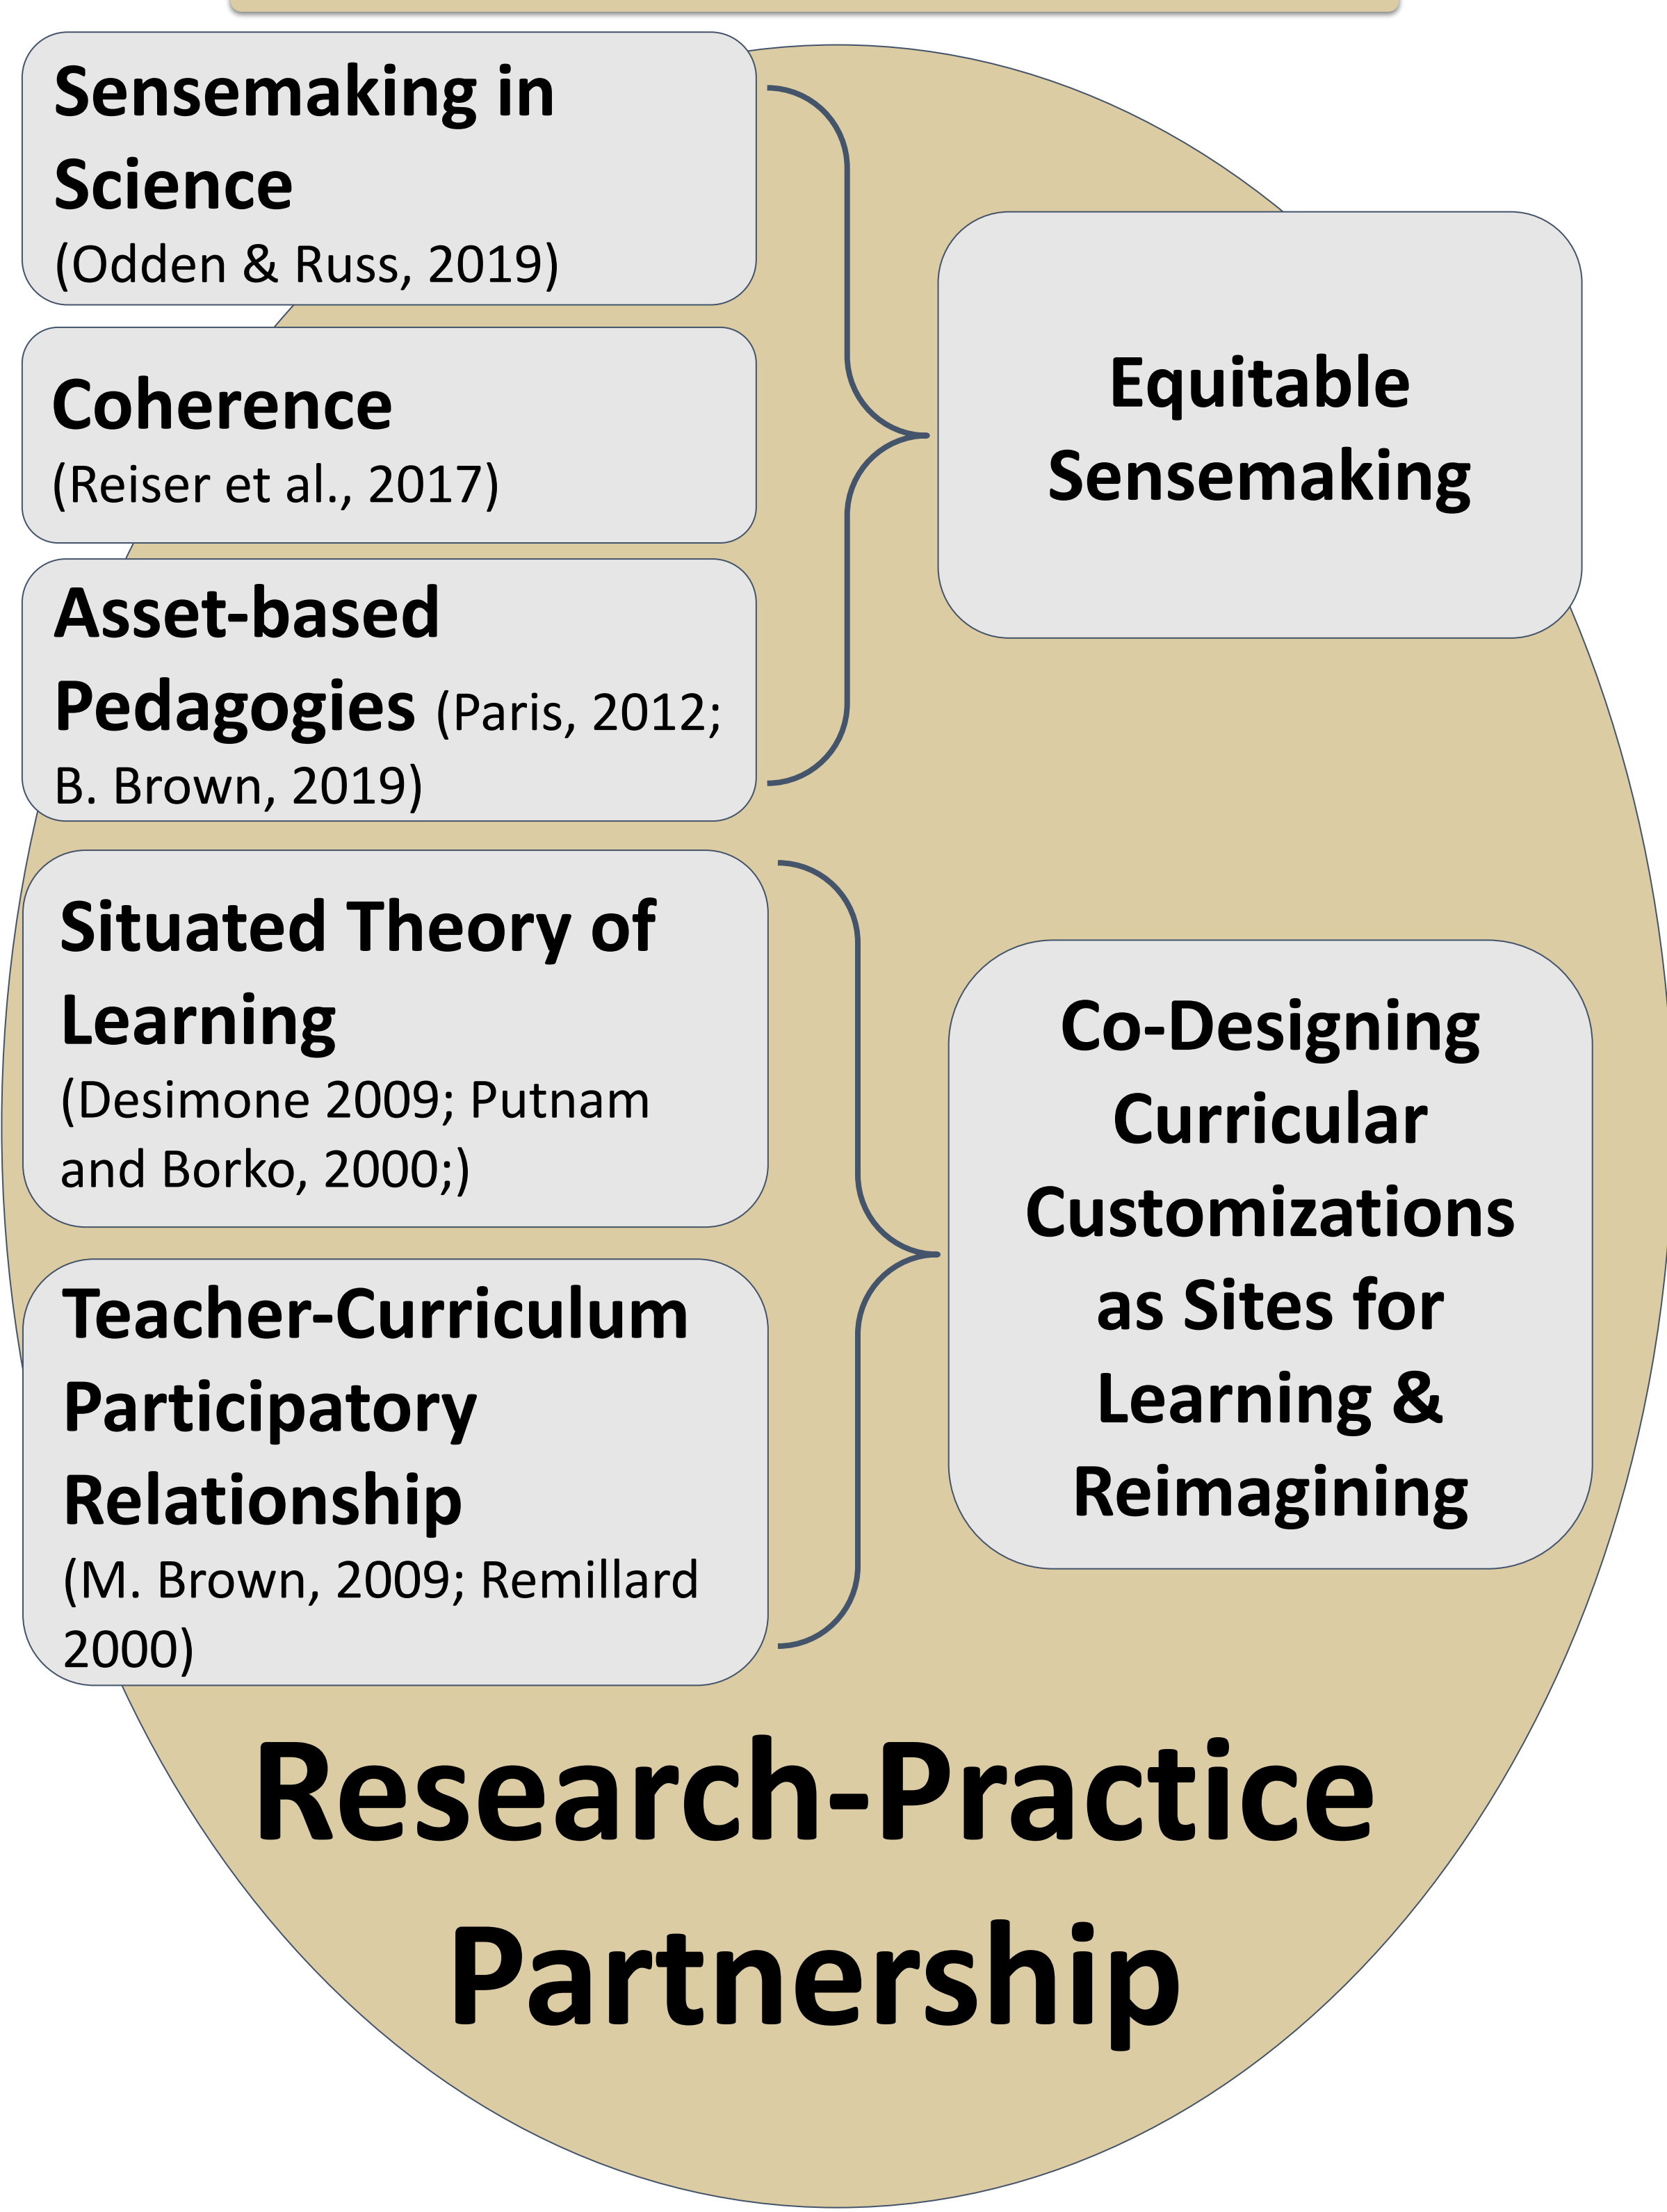 Sensemaking in
Science
(Odden & Russ, 2019)
Coherence
(Reiser et al., 2017)
Asset-based
Pedagogies (Paris, 2012;
B. Brown, 2019)
Equitable
Sensemaking
Situated Theory of
Learning
(Desimone 2009; Putnam
and Borko, 2000;)
Teacher-Curriculum
Participatory
Relationship
(M. Brown, 2009; Remillard
2000)
Co-Designing
Curricular
Customizations
as Sites for
Learning &
Reimagining
Research-Practice
Partnership